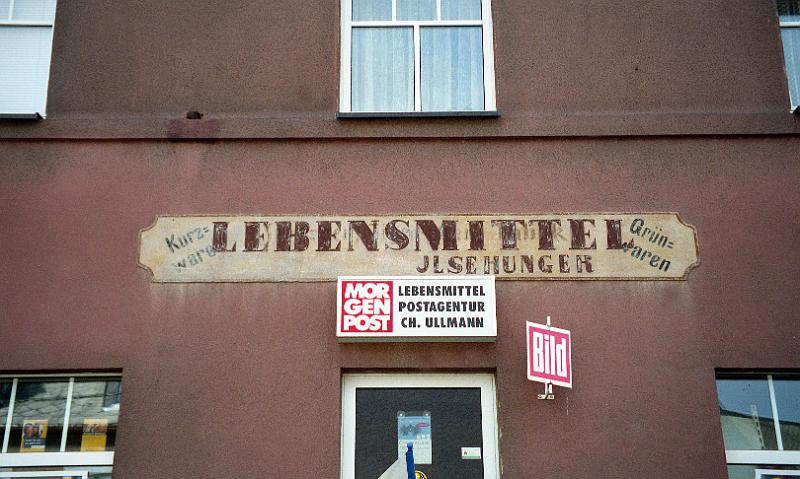 Kurz=
waren
LEBENSMITTEL
Grün=
waren
JLSE HUNGER
MOR
GEN
POST
LEBENSMITTEL
POSTAGENTUR
CH. ULLMANN
Bild